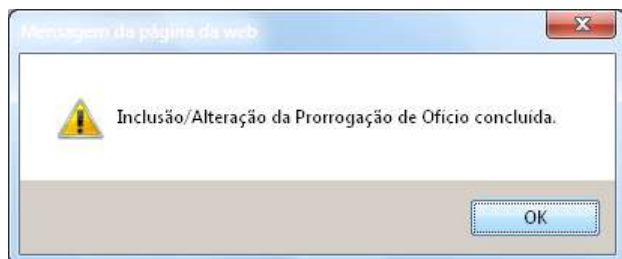 Mensagem da página da web
Inclusão/Alteração da Prorrogação de Ofício concluída.
OK